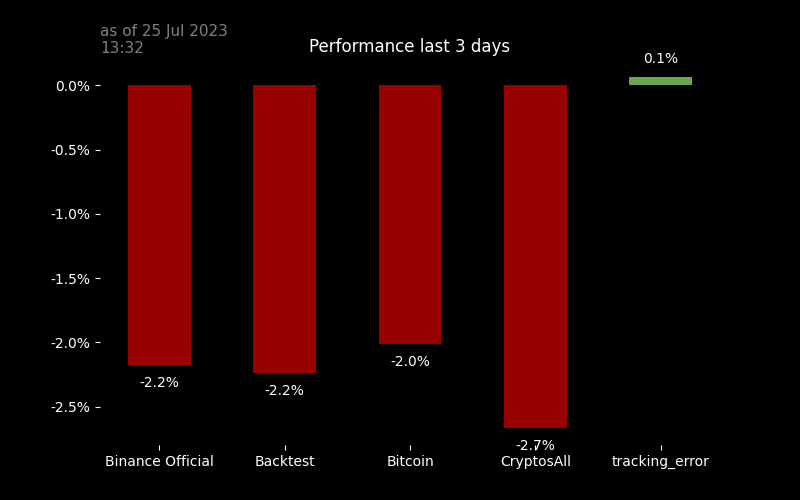 as of 25 Jul 2023
13:32
Performance last 3 days
0.1%
0.0%
-0.5%
-1.0%
-1.5%
-2.0%
-2.5%
-2.2%
-2.2%
-2.0%
-2.7%
Binance Official
Backtest
Bitcoin
CryptosAll
tracking_error